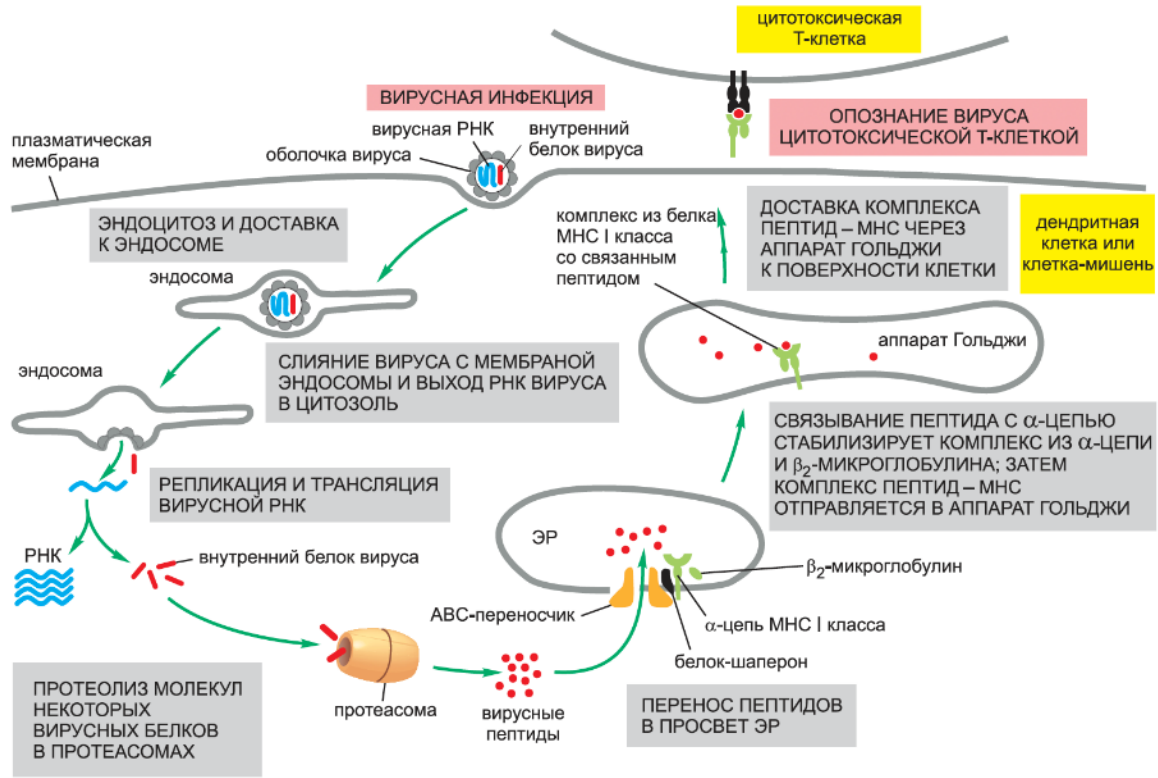 цитотоксическая
Т-клетка
ВИРУСНАЯ ИНФЕКЦИЯ
ОПОЗНАНИЕ ВИРУСА
ЦИТОТОКСИЧЕСКОЙ Т-КЛЕТКОЙ
плазматическая
мембрана
вирусная РНК
оболочка вируса
внутренний
белок вируса
ЭНДОЦИТОЗ И ДОСТАВКА
К ЭНДОСОМЕ
комплекс из белка
МНС I класса
со связанным
пептидом
ДОСТАВКА КОМПЛЕКСА
ПЕПТИД – МНС ЧЕРЕЗ
АППАРАТ ГОЛЬДЖИ
К ПОВЕРХНОСТИ КЛЕТКИ
дендритная
клетка или
клетка-мишень
эндосома
СЛИЯНИЕ ВИРУСА С МЕМБРАНОЙ
ЭНДОСОМЫ И ВЫХОД РНК ВИРУСА
В ЦИТОЗОЛЬ
аппарат Гольджи
эндосома
СВЯЗЫВАНИЕ ПЕПТИДА С α-ЦЕПЬЮ
СТАБИЛИЗИРУЕТ КОМПЛЕКС ИЗ α-ЦЕПИ
И β₂-МИКРОГЛОБУЛИНА; ЗАТЕМ
КОМПЛЕКС ПЕПТИД – МНС
ОТПРАВЛЯЕТСЯ В АППАРАТ ГОЛЬДЖИ
РЕПЛИКАЦИЯ И ТРАНСЛЯЦИЯ
ВИРУСНОЙ РНК
ЭР
РНК
внутренний белок вируса
β₂-микроглобулин
АВС-переносчик
α-цепь МНС I класса
белок-шаперон
ПРОТЕОЛИЗ МОЛЕКУЛ
НЕКОТОРЫХ
ВИРУСНЫХ БЕЛКОВ
В ПРОТЕАСОМАХ
протеасома
вирусные
пептиды
ПЕРЕНОС ПЕПТИДОВ
В ПРОСВЕТ ЭР